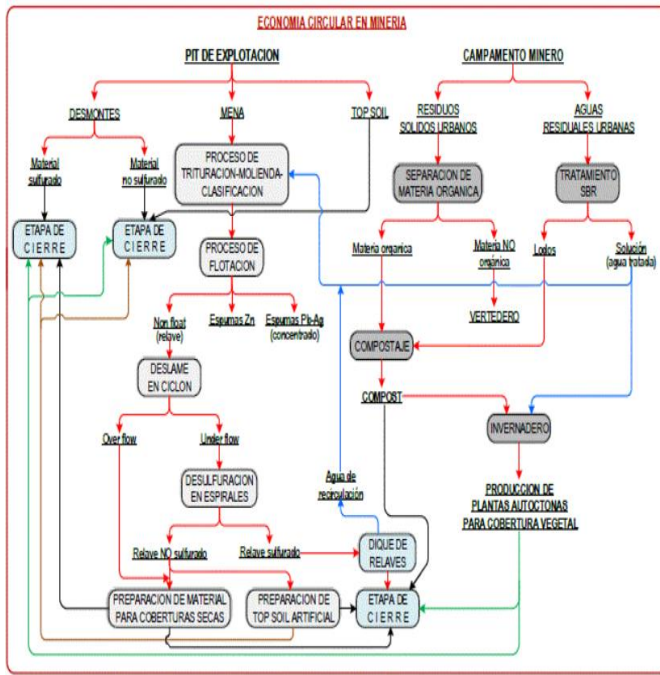 ECONOMIA CIRCULAR EN MINERIA
PIT DE EXPLOTACION
CAMPAMENTO MINERO
DESMONTES
MENA
TOP SOIL
RESIDUOS
SOLIDOS URBANOS
AGUAS
RESIDUALES URBANAS
Material
sulfurado
Material
no sulfurado
PROCESO DE
TRITURACION-MOLIENDA-
CLASIFICACION
SEPARACION DE
MATERIA ORGANICA
TRATAMIENTO
SBR
ETAPA DE
CIERRE
ETAPA DE
CIERRE
PROCESO DE
FLOTACION
Materia organica
Materia NO
orgánica
Lodos
Solución
(agua tratada)
Non float
(relave)
Espumas Zn
Espumas Pb-Ag
(concentrado)
VERTEDERO
DESLAME
EN CICLON
COMPOSTAJE
COMPOST
INVERNADERO
Over flow
Under flow
DESULFURACION
EN ESPIRALES
Agua de
recirculación
PRODUCCION DE
PLANTAS AUTOCTONAS
PARA COBERTURA VEGETAL
Relave NO sulfurado
Relave sulfurado
DIQUE DE
RELAVES
PREPARACION DE MATERIAL
PARA COBERTURAS SECAS
PREPARACION DE
TOP SOIL ARTIFICIAL
ETAPA DE
CIERRE